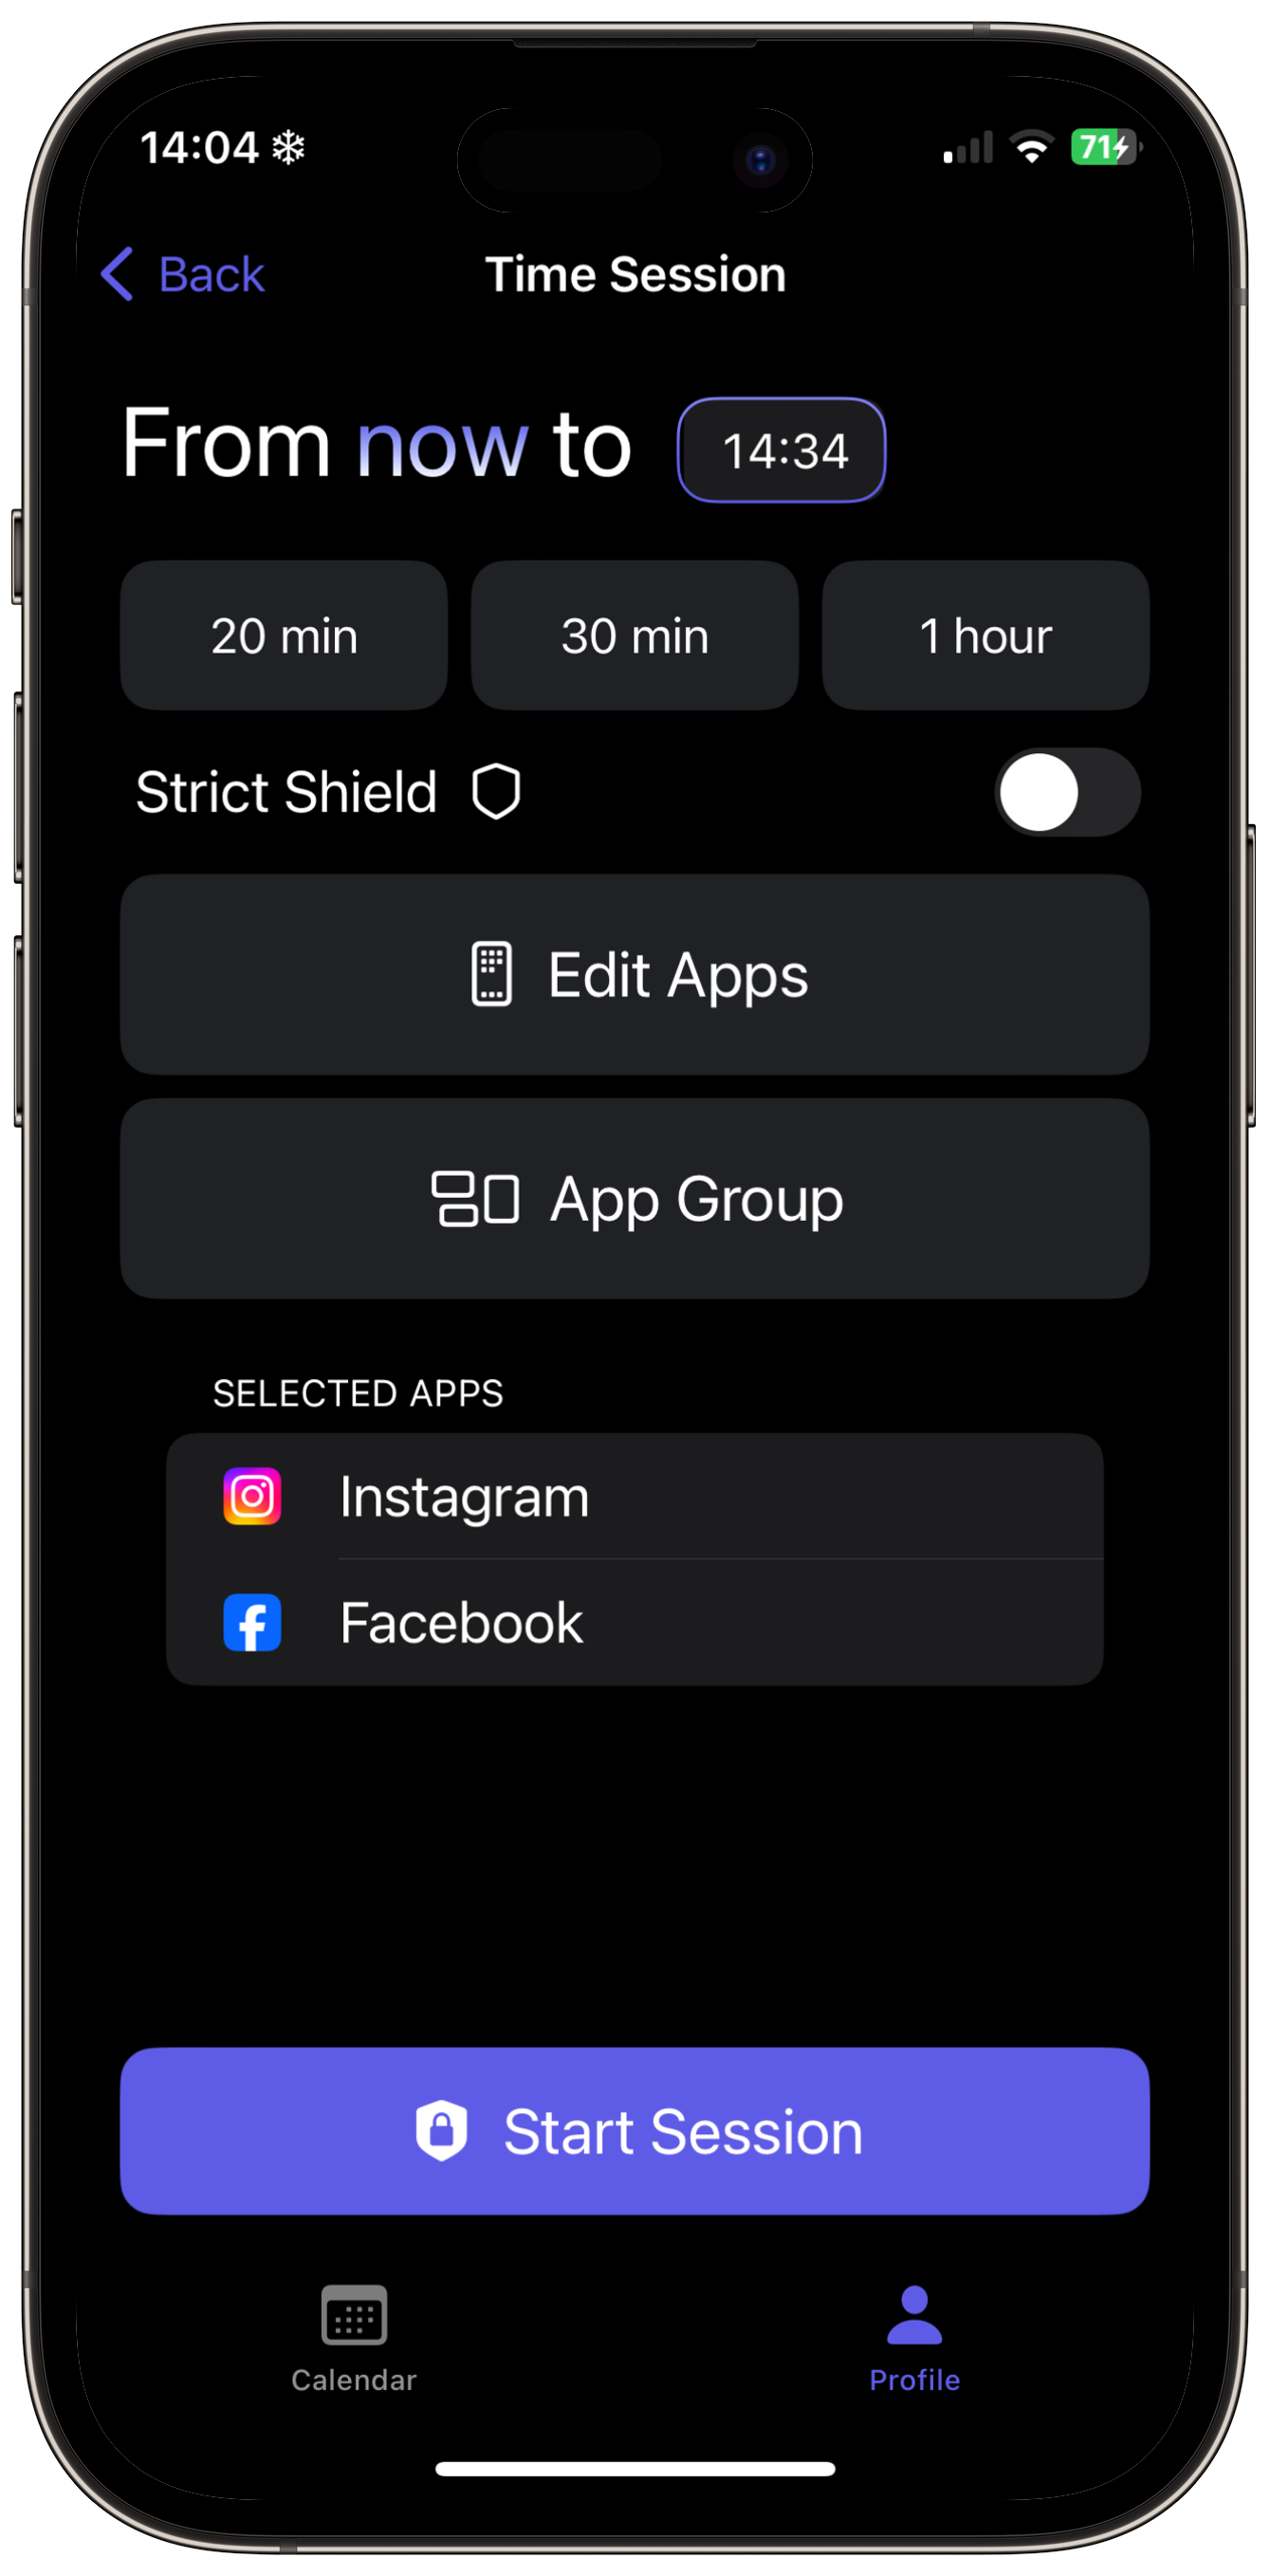 14:04
71
Back
Time Session
From now to 14:34
20 min
30 min
1 hour
Strict Shield
Edit Apps
App Group
SELECTED APPS
Instagram
Facebook
Start Session
Calendar
Profile